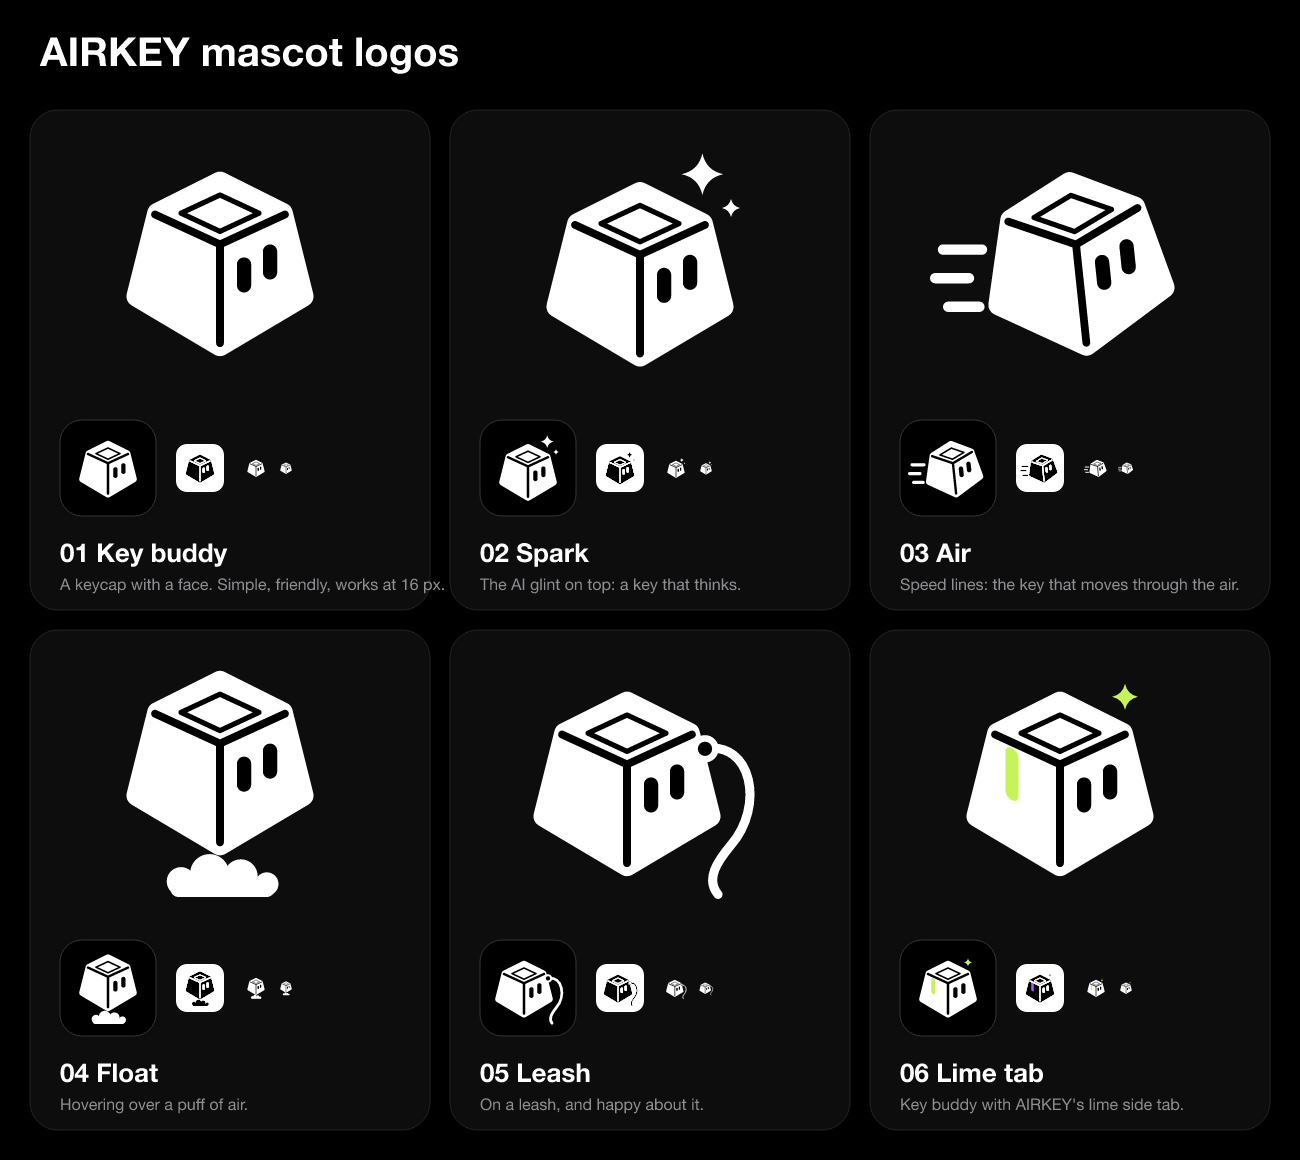 AIRKEY mascot logos
01 Key buddy
A keycap with a face. Simple, friendly, works at 16 px.
02 Spark
The AI glint on top: a key that thinks.
03 Air
Speed lines: the key that moves through the air.
04 Float
Hovering over a puff of air.
05 Leash
On a leash, and happy about it.
06 Lime tab
Key buddy with AIRKEY's lime side tab.